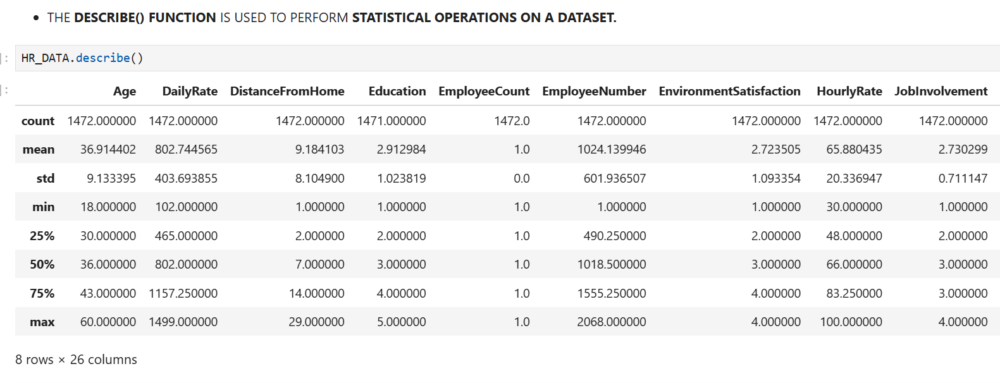 • THE DESCRIBE() FUNCTION IS USED TO PERFORM STATISTICAL OPERATIONS ON A DATASET.
]: HR_DATA.describe()
]:
Age DailyRate DistanceFromHome Education EmployeeCount EmployeeNumber EnvironmentSatisfaction HourlyRate JobInvolvement
count 1472.000000 1472.000000 1472.000000 1471.000000 1472.0 1472.000000 1472.000000 1472.000000 1472.000000
mean 36.914402 802.744565 9.184103 2.912984 1.0 1024.139946 2.723505 65.880435 2.730299
std 9.133395 403.693855 8.104900 1.023819 0.0 601.936507 1.093354 20.336947 0.711147
min 18.000000 102.000000 1.000000 1.000000 1.0 1.000000 1.000000 30.000000 1.000000
25% 30.000000 465.000000 2.000000 2.000000 1.0 490.250000 2.000000 48.000000 2.000000
50% 36.000000 802.000000 7.000000 3.000000 1.0 1018.500000 3.000000 66.000000 3.000000
75% 43.000000 1157.250000 14.000000 4.000000 1.0 1555.250000 4.000000 83.250000 3.000000
max 60.000000 1499.000000 29.000000 5.000000 1.0 2068.000000 4.000000 100.000000 4.000000
8 rows × 26 columns